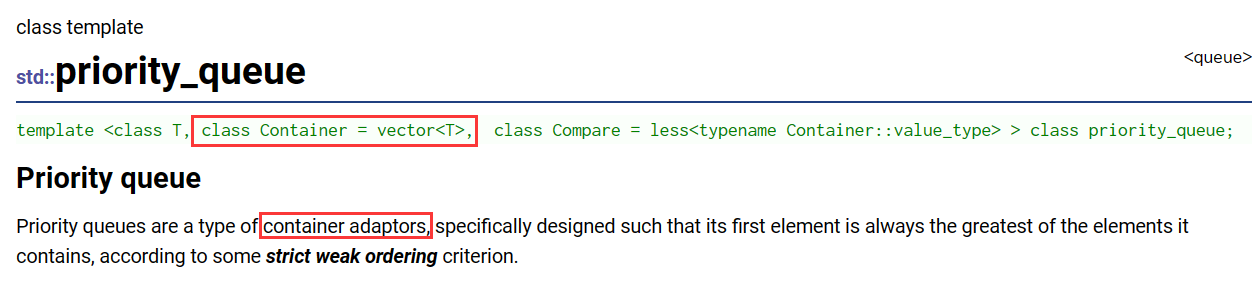 class template
std::priority_queue
<queue>
template <class T, class Container = vector<T>, class Compare = less<typename Container::value_type> > class priority_queue;
Priority queue
Priority queues are a type of container adaptors, specifically designed such that its first element is always the greatest of the elements it
contains, according to some strict weak ordering criterion.